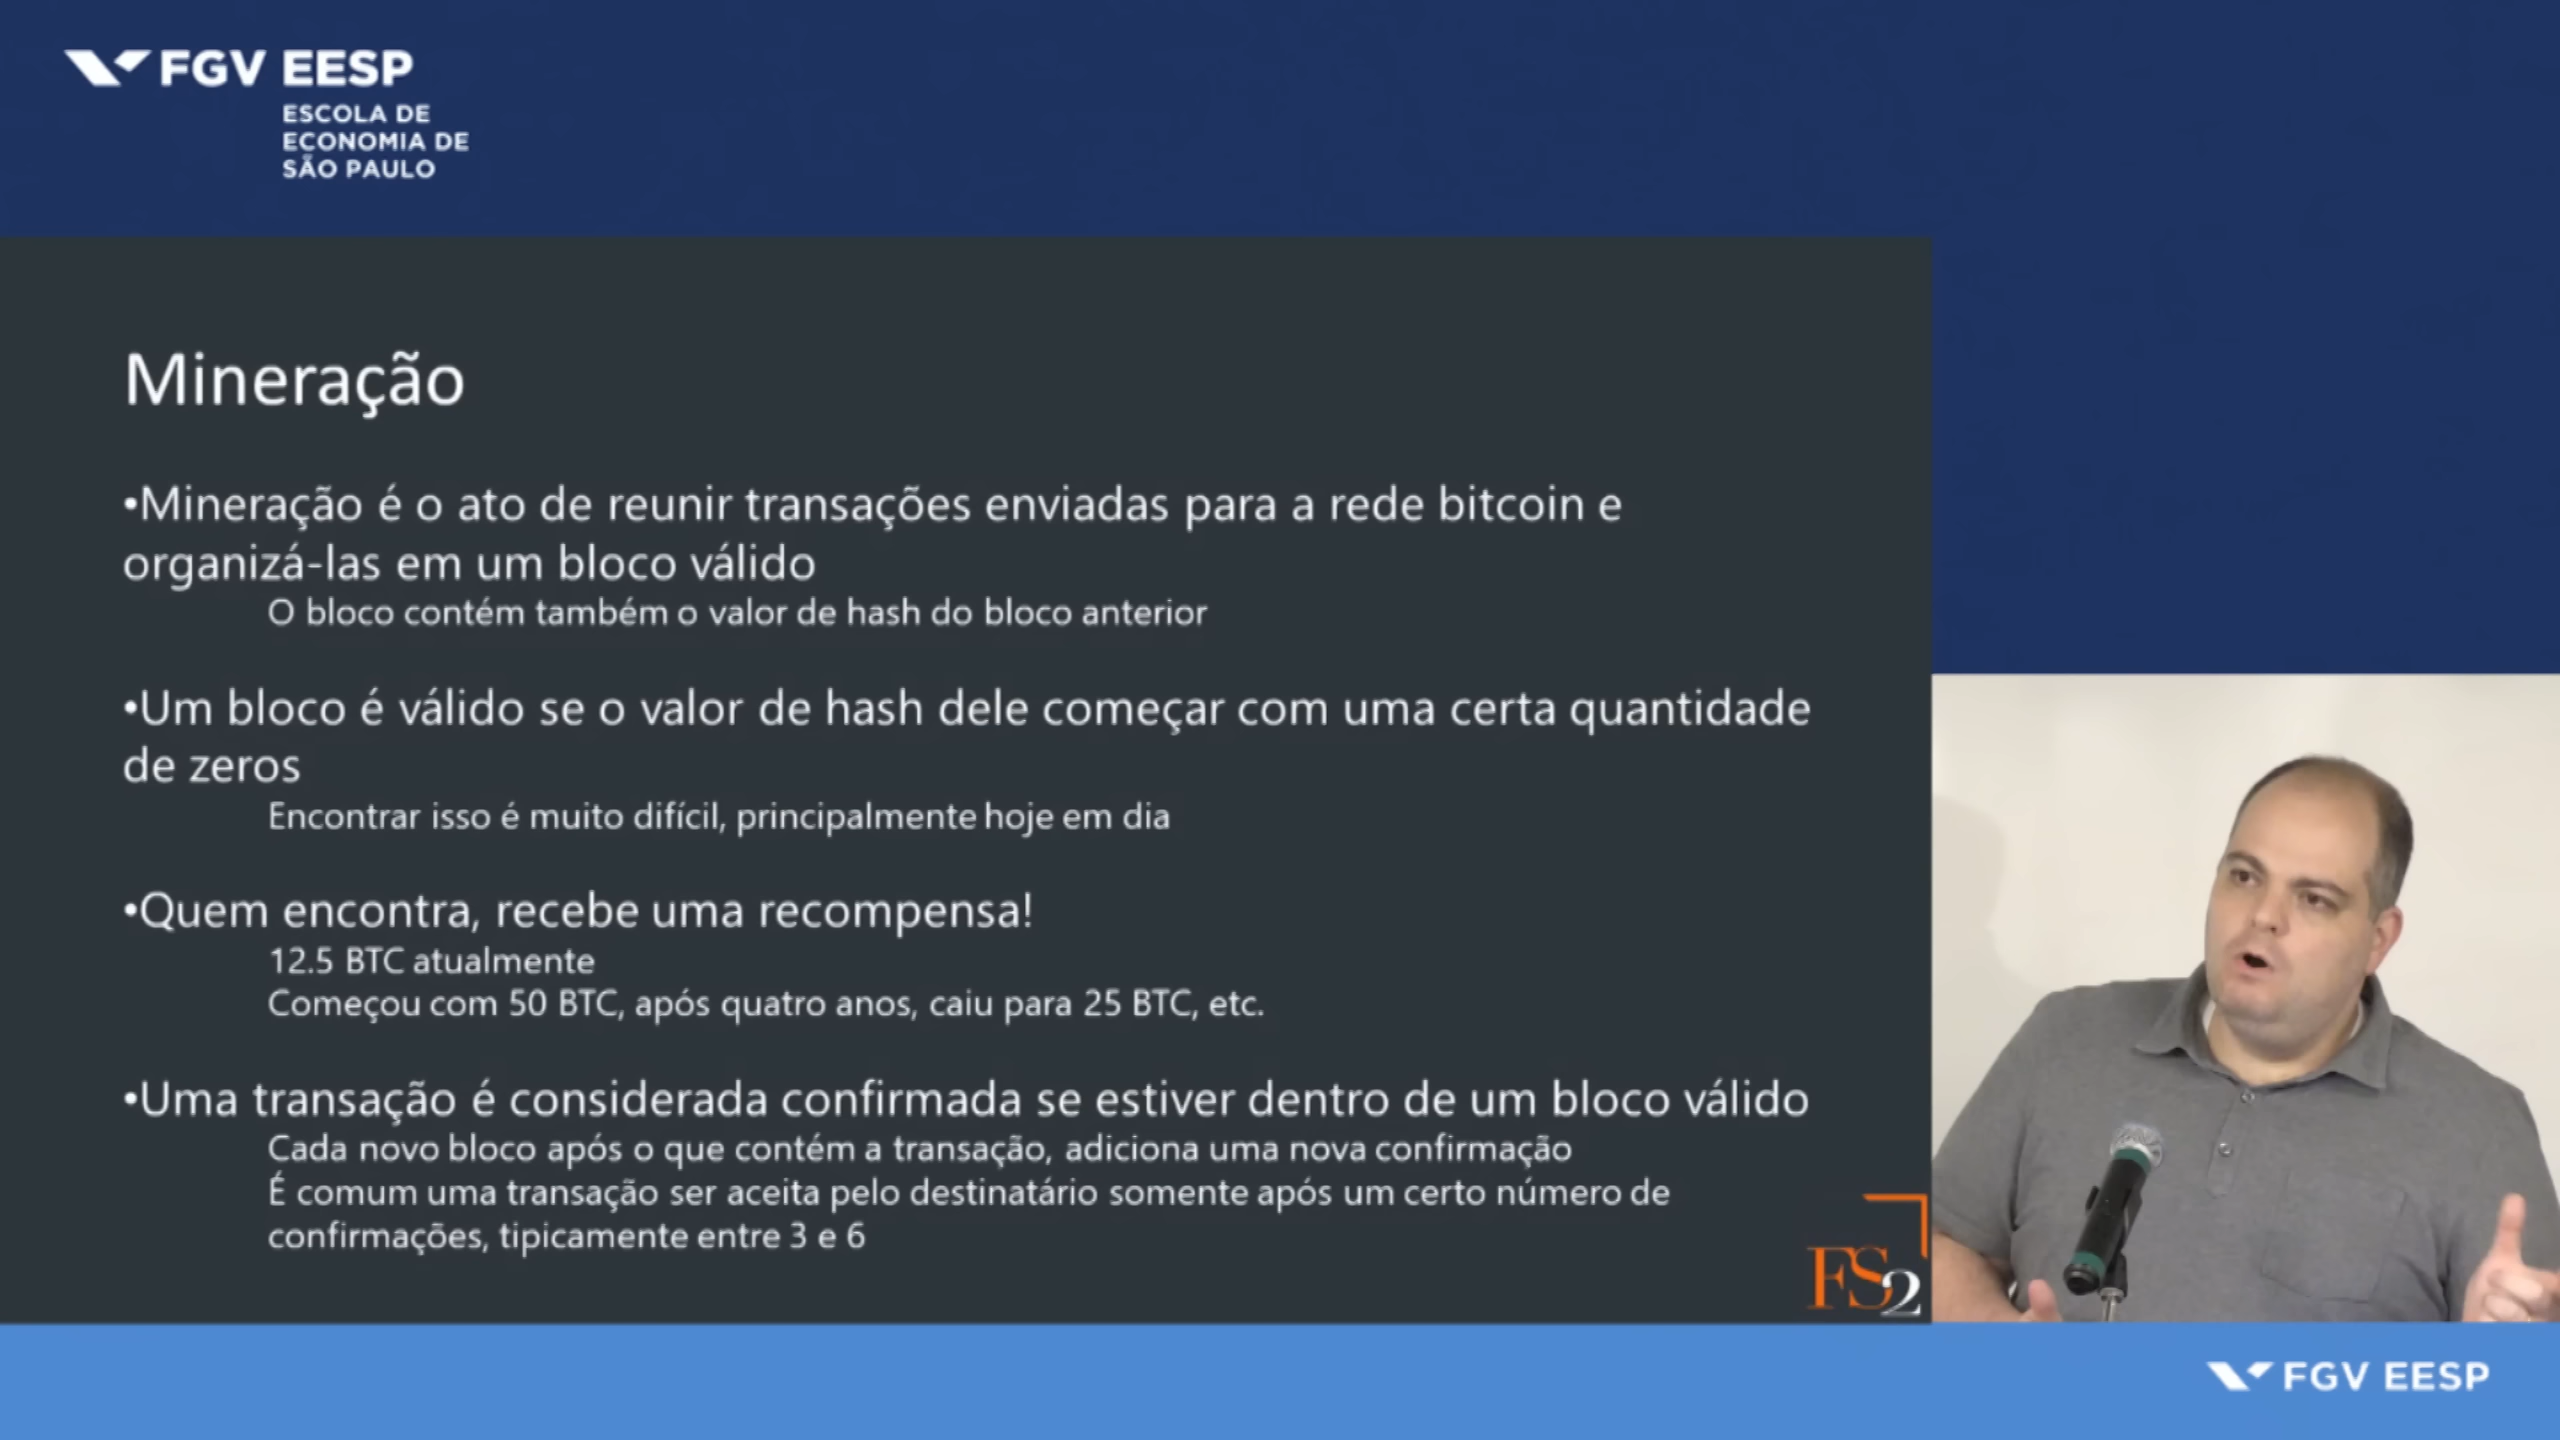 FGV EESP
ESCOLA DE
ECONOMIA DE
SÃO PAULO
Mineração
•Mineração é o ato de reunir transações enviadas para a rede bitcoin e
organizá-las em um bloco válido
O bloco contém também o valor de hash do bloco anterior
•Um bloco é válido se o valor de hash dele começar com uma certa quantidade
de zeros
Encontrar isso é muito difícil, principalmente hoje em dia
•Quem encontra, recebe uma recompensa!
12.5 BTC atualmente
Começou com 50 BTC, após quatro anos, caiu para 25 BTC, etc.
•Uma transação é considerada confirmada se estiver dentro de um bloco válido
Cada novo bloco após o que contém a transação, adiciona uma nova confirmação
É comum uma transação ser aceita pelo destinatário somente após um certo número de
confirmações, tipicamente entre 3 e 6
FS2
FGV EESP